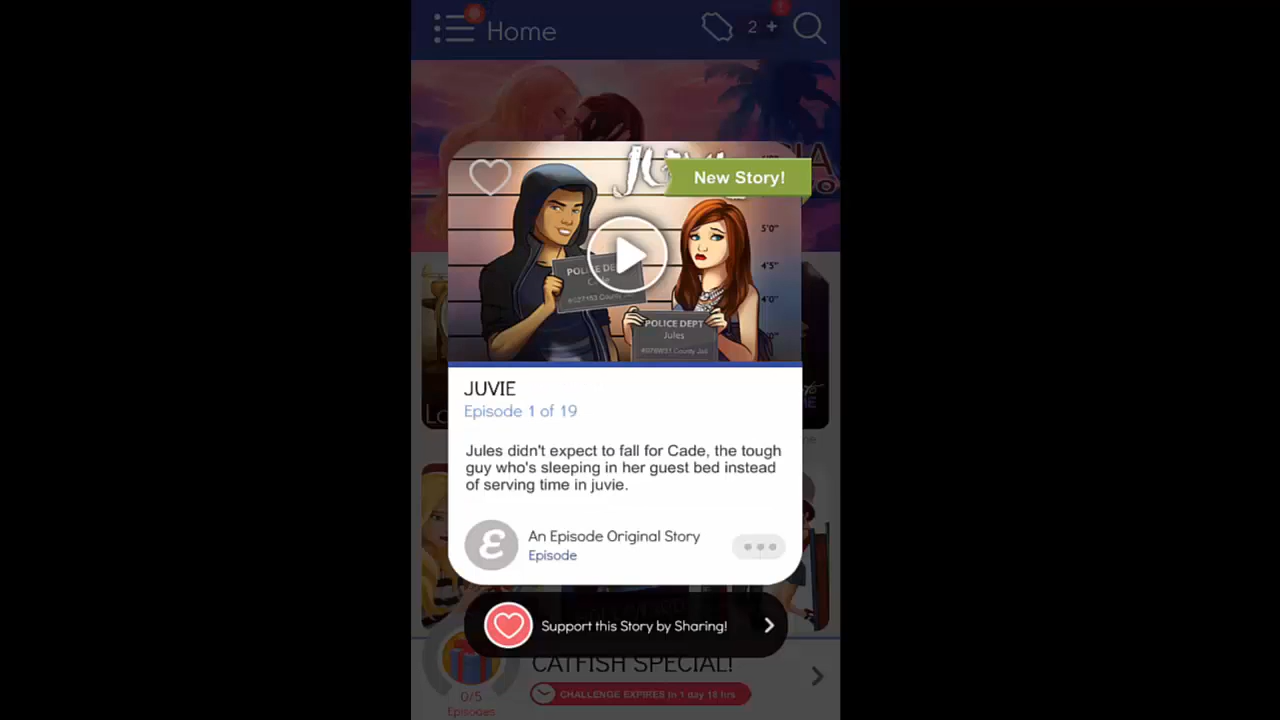 Home
2 +
New Story!
5'0"
4'5"
4'0"
POLICE DEPT
Jules
County Jail
JUVIE
Episode 1 of 19
Jules didn't expect to fall for Cade, the tough
guy who's sleeping in her guest bed instead
of serving time in juvie.
An Episode Original Story
Episode
Support this Story by Sharing!
CATFISH SPECIAL!
0/5
CHALLENGE EXPIRES in 1 day 16 hrs
Episodes